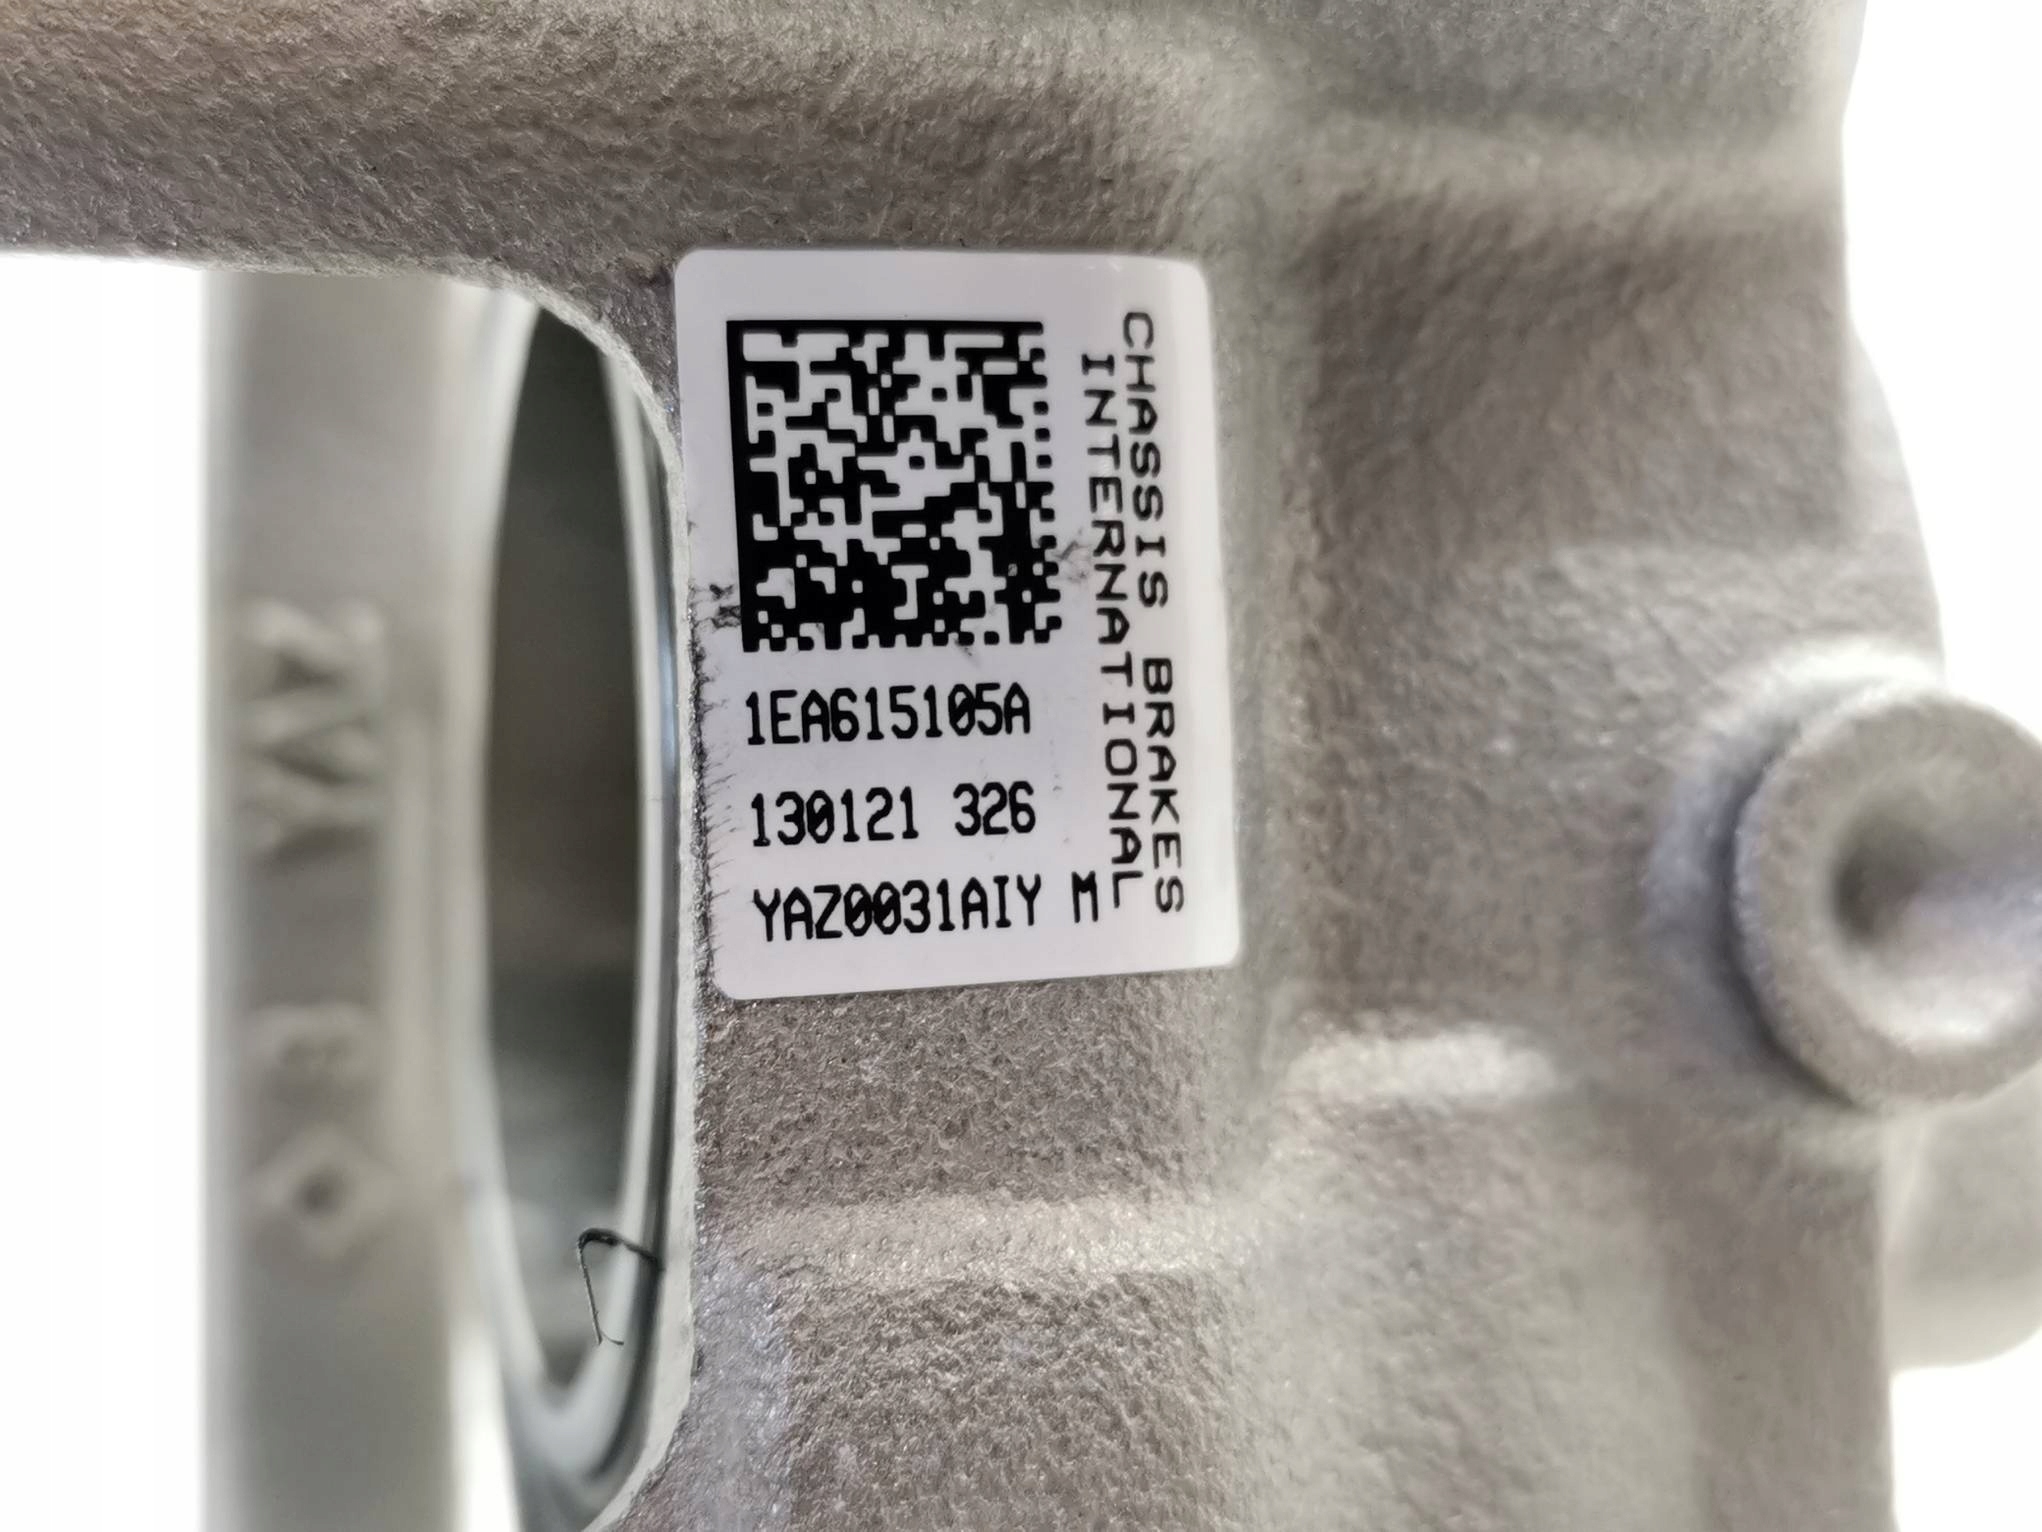 1EA615105A
130121 326
YAZ0031AIY M
CHASSIS BRAKES
INTERNATIONAL